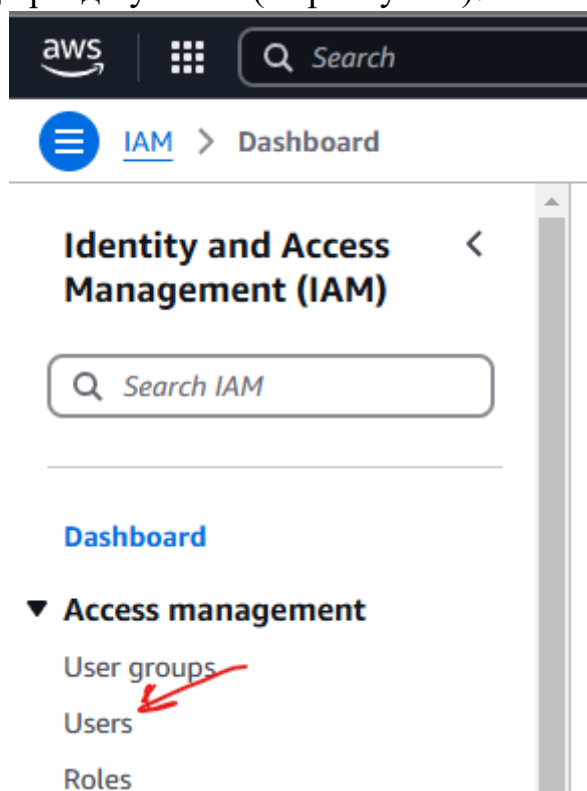 aws
Search
IAM > Dashboard
Identity and Access
Management (IAM)
Search IAM
Dashboard
Access management
User groups
Users
Roles